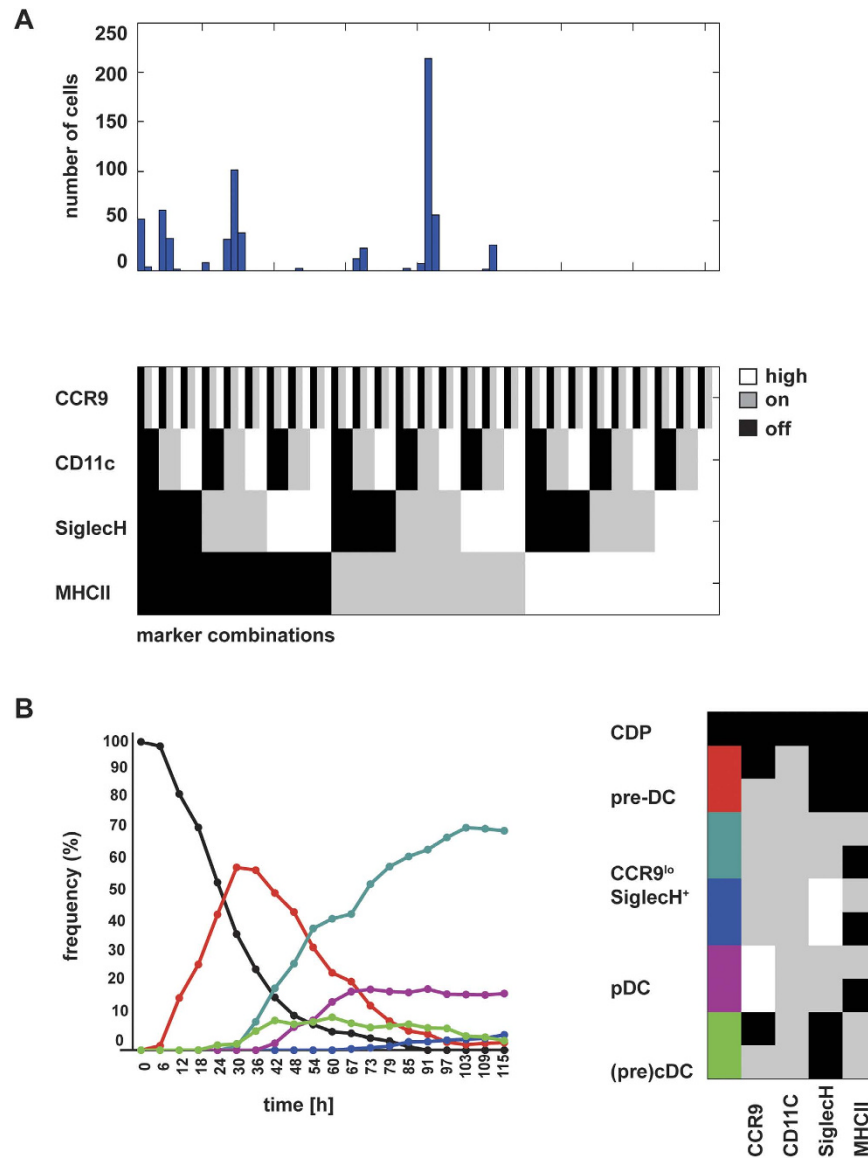 A
250
200
150
100
50
0
number of cells
CCR9
CD11c
SiglecH
MHCII
high
on
off
marker combinations
B
100
90
80
70
60
50
40
30
20
10
0
frequency (%)
0 6 12 18 24 30 36 42 48 54 60 67 73 79 85 91 97 103 109 115
time [h]
CDP
pre-DC
CCR9lo
SiglecH+
pDC
(pre)cDC
CCR9 CD11C SiglecH MHCII